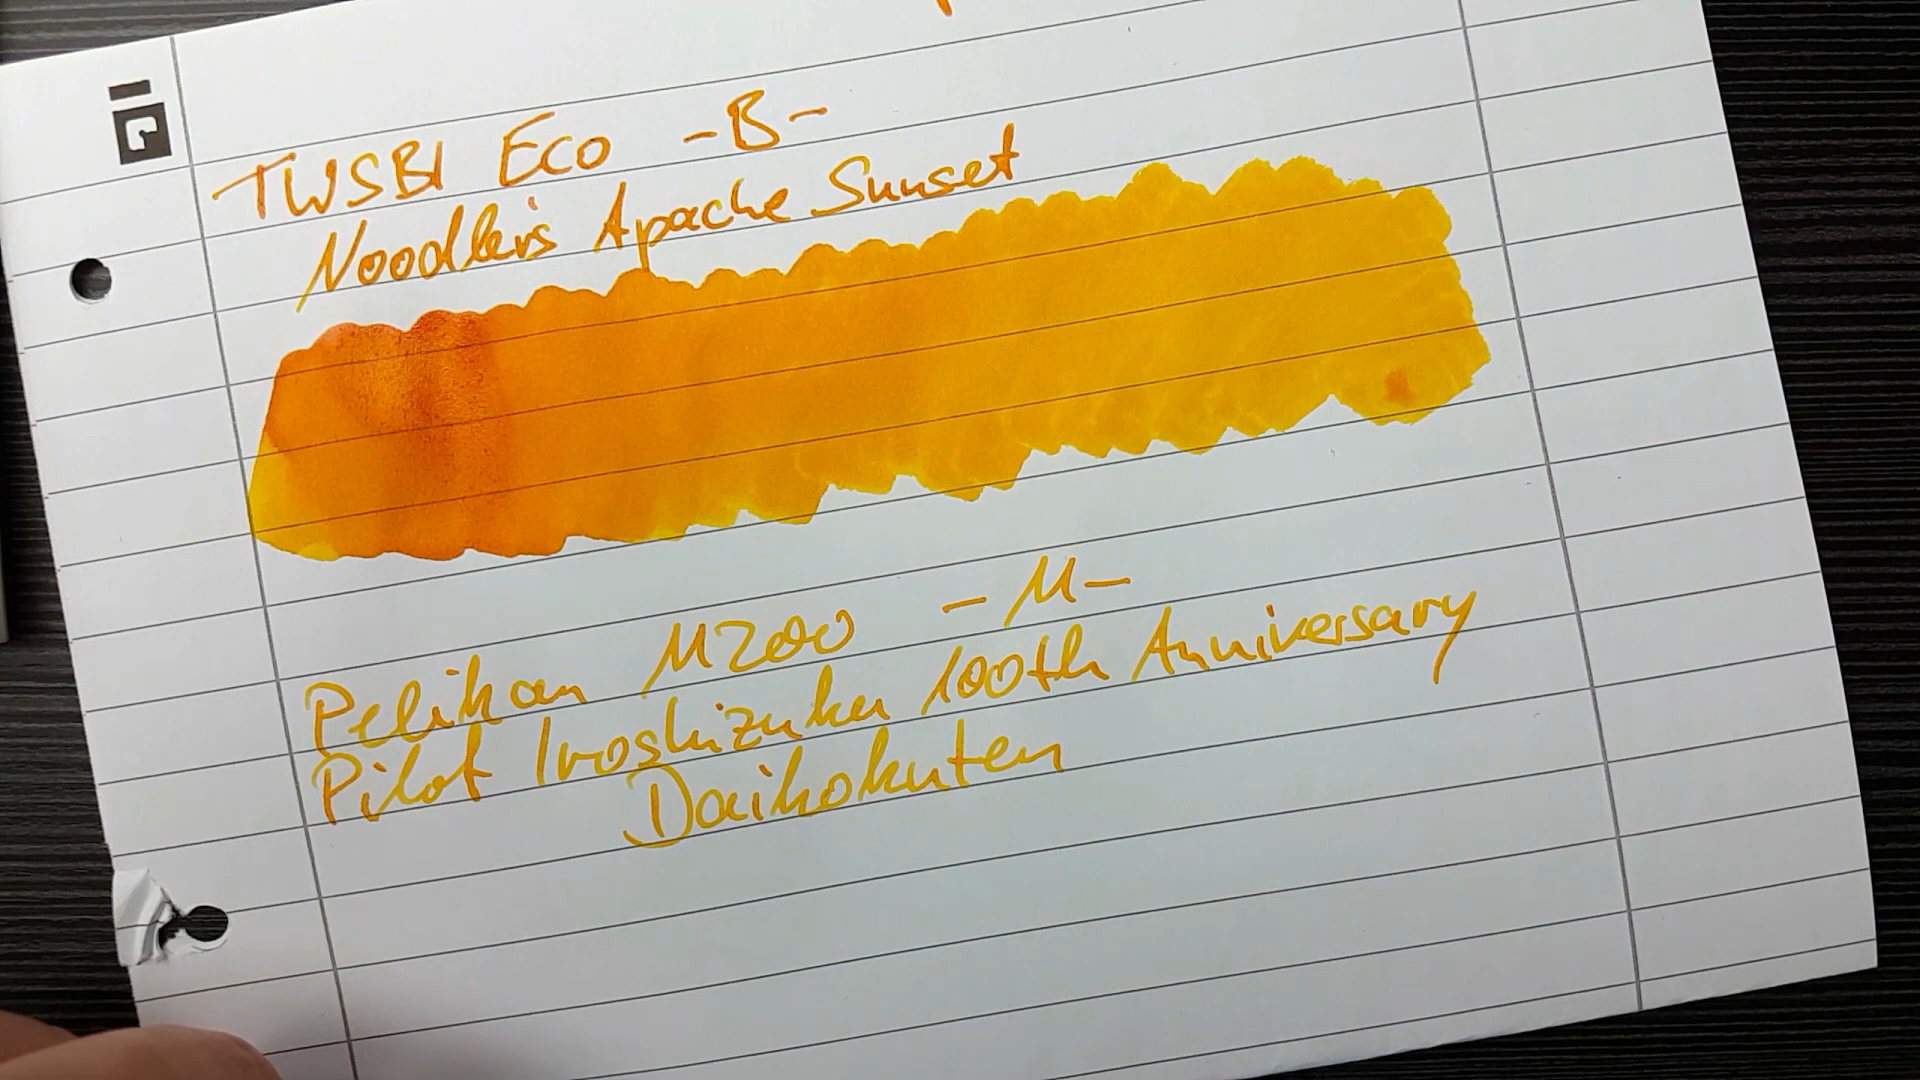 TWSBI Eco -B-
Noodler's Apache Sunset
Pelikan M200 -M-
Pilot Iroshizuku 100th Anniversary
Daikokuten